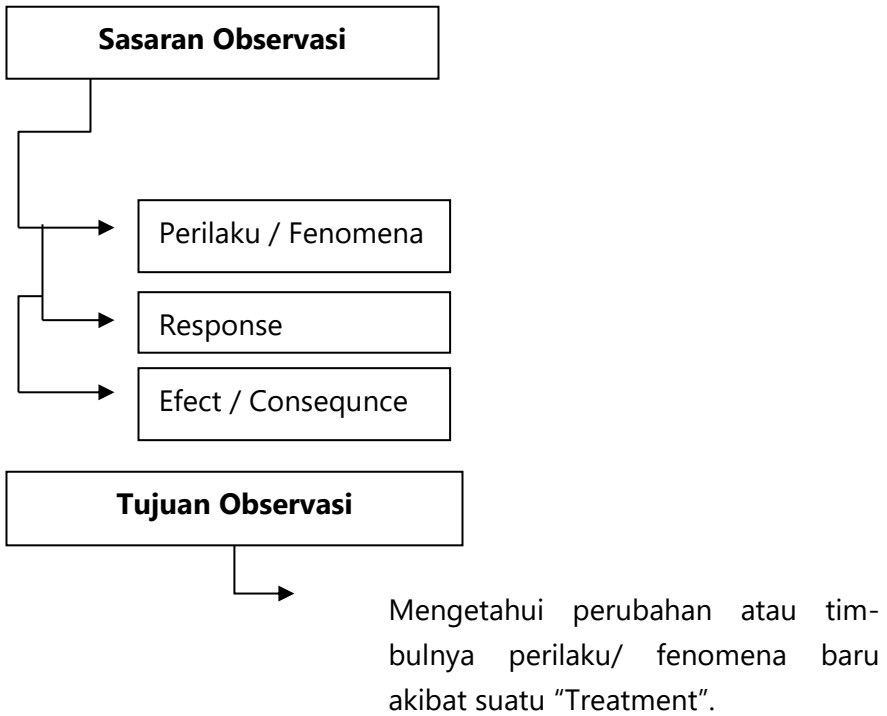 Sasaran Observasi
Perilaku / Fenomena
Response
Efect / Consequnce
Tujuan Observasi
Mengetahui perubahan atau tim-
bulnya perilaku/ fenomena baru
akibat suatu “Treatment”.